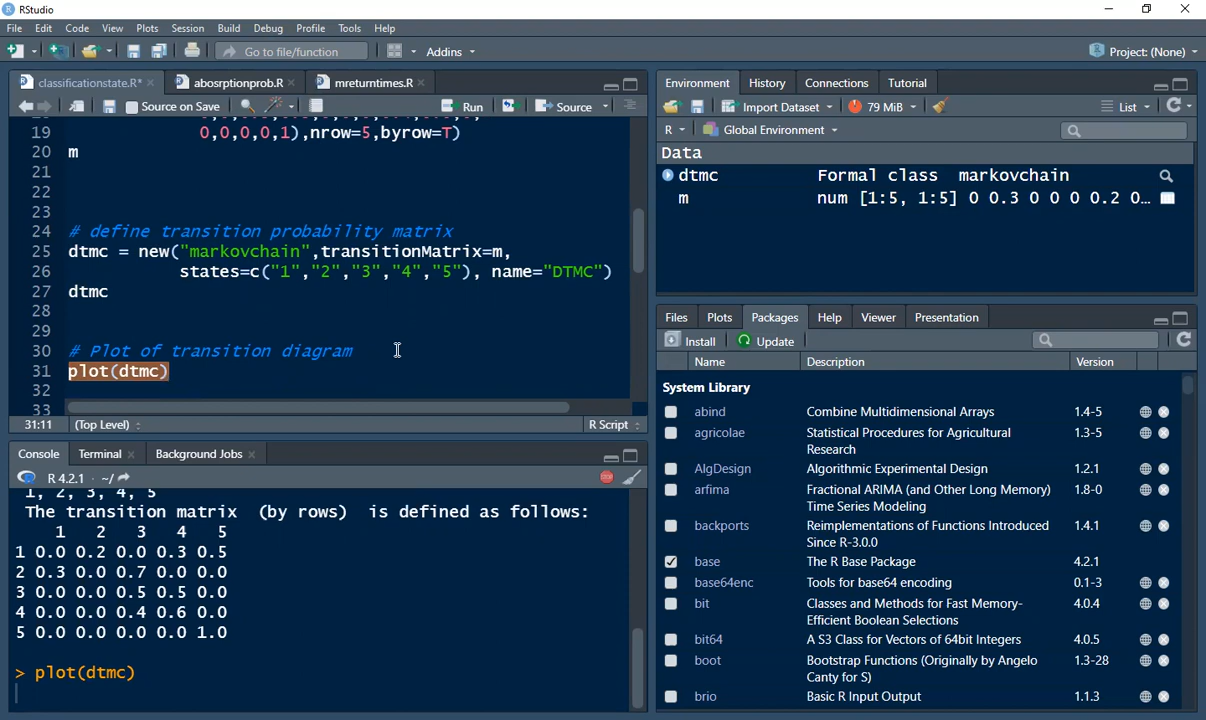 RStudio
File Edit Code View Plots Session Build Debug Profile Tools Help
Go to file/function Addins Project: (None)
classificationstate.R* abosrptionprob.R mreturntimes.R
Source on Save Run Source
19 0,0,0,0,1),nrow=5,byrow=T)
20 m
21
22
23
24 # define transition probability matrix
25 dtmc = new("markovchain",transitionMatrix=m,
26 states=c("1","2","3","4","5"), name="DTMC")
27 dtmc
28
29
30 # Plot of transition diagram
31 plot(dtmc)
32
33
31:11 (Top Level) R Script
Console Terminal Background Jobs
R 4.2.1 · ~/
1, 2, 3, 4, 5
The transition matrix (by rows) is defined as follows:
1 2 3 4 5
1 0.0 0.2 0.0 0.3 0.5
2 0.3 0.0 0.7 0.0 0.0
3 0.0 0.0 0.5 0.5 0.0
4 0.0 0.0 0.4 0.6 0.0
5 0.0 0.0 0.0 0.0 1.0
> plot(dtmc)
Environment History Connections Tutorial
Import Dataset 79 MiB List
R Global Environment
Data
dtmc Formal class markovchain
m num [1:5, 1:5] 0 0.3 0 0 0 0.2 0...
Files Plots Packages Help Viewer Presentation
Install Update
Name Description Version
System Library
abind Combine Multidimensional Arrays 1.4-5
agricolae Statistical Procedures for Agricultural 1.3-5
Research
AlgDesign Algorithmic Experimental Design 1.2.1
arfima Fractional ARIMA (and Other Long Memory) 1.8-0
Time Series Modeling
backports Reimplementations of Functions Introduced 1.4.1
Since R-3.0.0
base The R Base Package 4.2.1
base64enc Tools for base64 encoding 0.1-3
bit Classes and Methods for Fast Memory- 4.0.4
Efficient Boolean Selections
bit64 A S3 Class for Vectors of 64bit Integers 4.0.5
boot Bootstrap Functions (Originally by Angelo 1.3-28
Canty for S)
brio Basic R Input Output 1.1.3